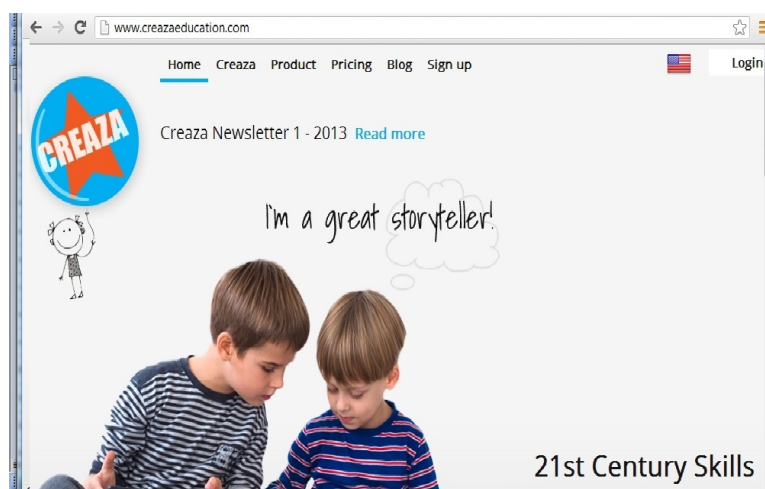 www.creazaeducation.com
Home Creaza Product Pricing Blog Sign up Login
CREAZA
Creaza Newsletter 1 - 2013 Read more
I'm a great storyteller!
21st Century Skills